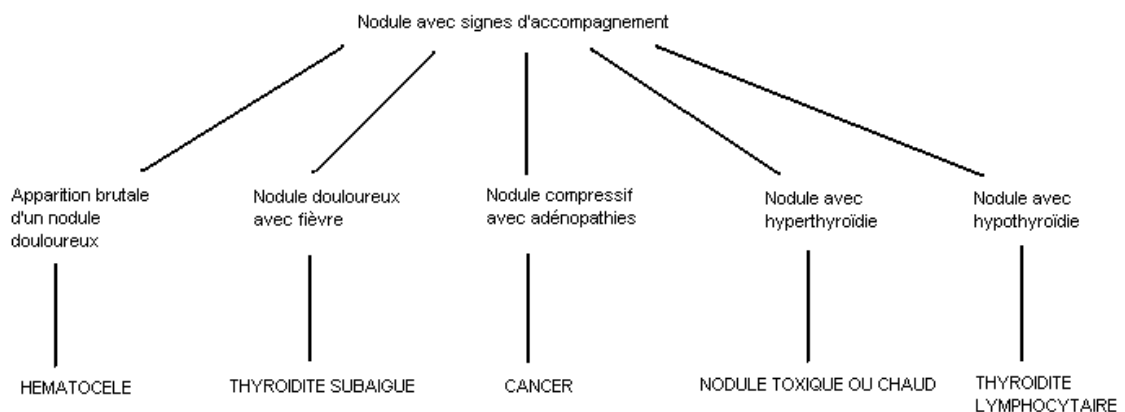 Nodule avec signes d'accompagnement
Apparition brutale
d'un nodule
douloureux
Nodule douloureux
avec fièvre
Nodule compressif
avec adénopathies
Nodule avec
hyperthyroïdie
Nodule avec
hypothyroïdie
HEMATOCELE
THYROIDITE SUBAIGUE
CANCER
NODULE TOXIQUE OU CHAUD
THYROIDITE
LYMPHOCYTAIRE